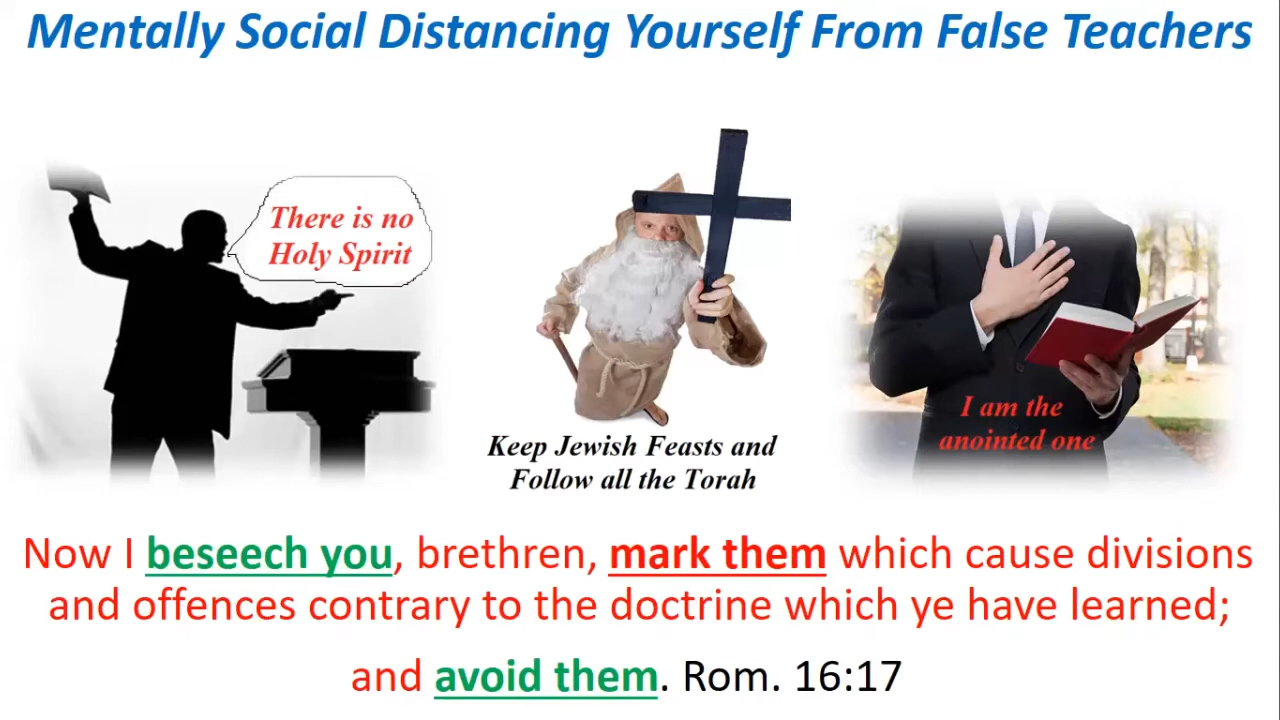 Mentally Social Distancing Yourself From False Teachers
There is no
Holy Spirit
Keep Jewish Feasts and
Follow all the Torah
I am the
anointed one
Now I beseech you, brethren, mark them which cause divisions
and offences contrary to the doctrine which ye have learned;
and avoid them. Rom. 16:17